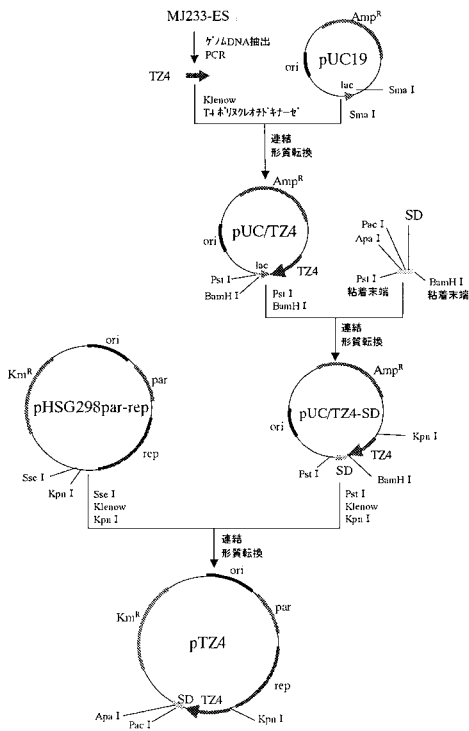 MJ233-ES
ｹﾞﾉﾑDNA抽出
PCR
TZ4
Klenow
T4 ﾎﾟﾘﾇｸﾚｵﾁﾄﾞｷﾅｰｾﾞ
AmpR
pUC19
ori
lac
Sma I
Sma I
連結
形質転換
AmpR
pUC/TZ4
ori
lac
TZ4
Pst I
BamH I
Pst I
BamH I
SD
Pac I
Apa I
Pst I
粘着末端
BamH I
粘着末端
連結
形質転換
ori
KmR
par
pHSG298par-rep
rep
Sse I
Kpn I
Sse I
Klenow
Kpn I
AmpR
pUC/TZ4-SD
ori
Kpn I
TZ4
Pst I
SD
BamH I
Pst I
Klenow
Kpn I
連結
形質転換
ori
KmR
par
pTZ4
rep
SD
TZ4
Apa I
Pac I
Kpn I